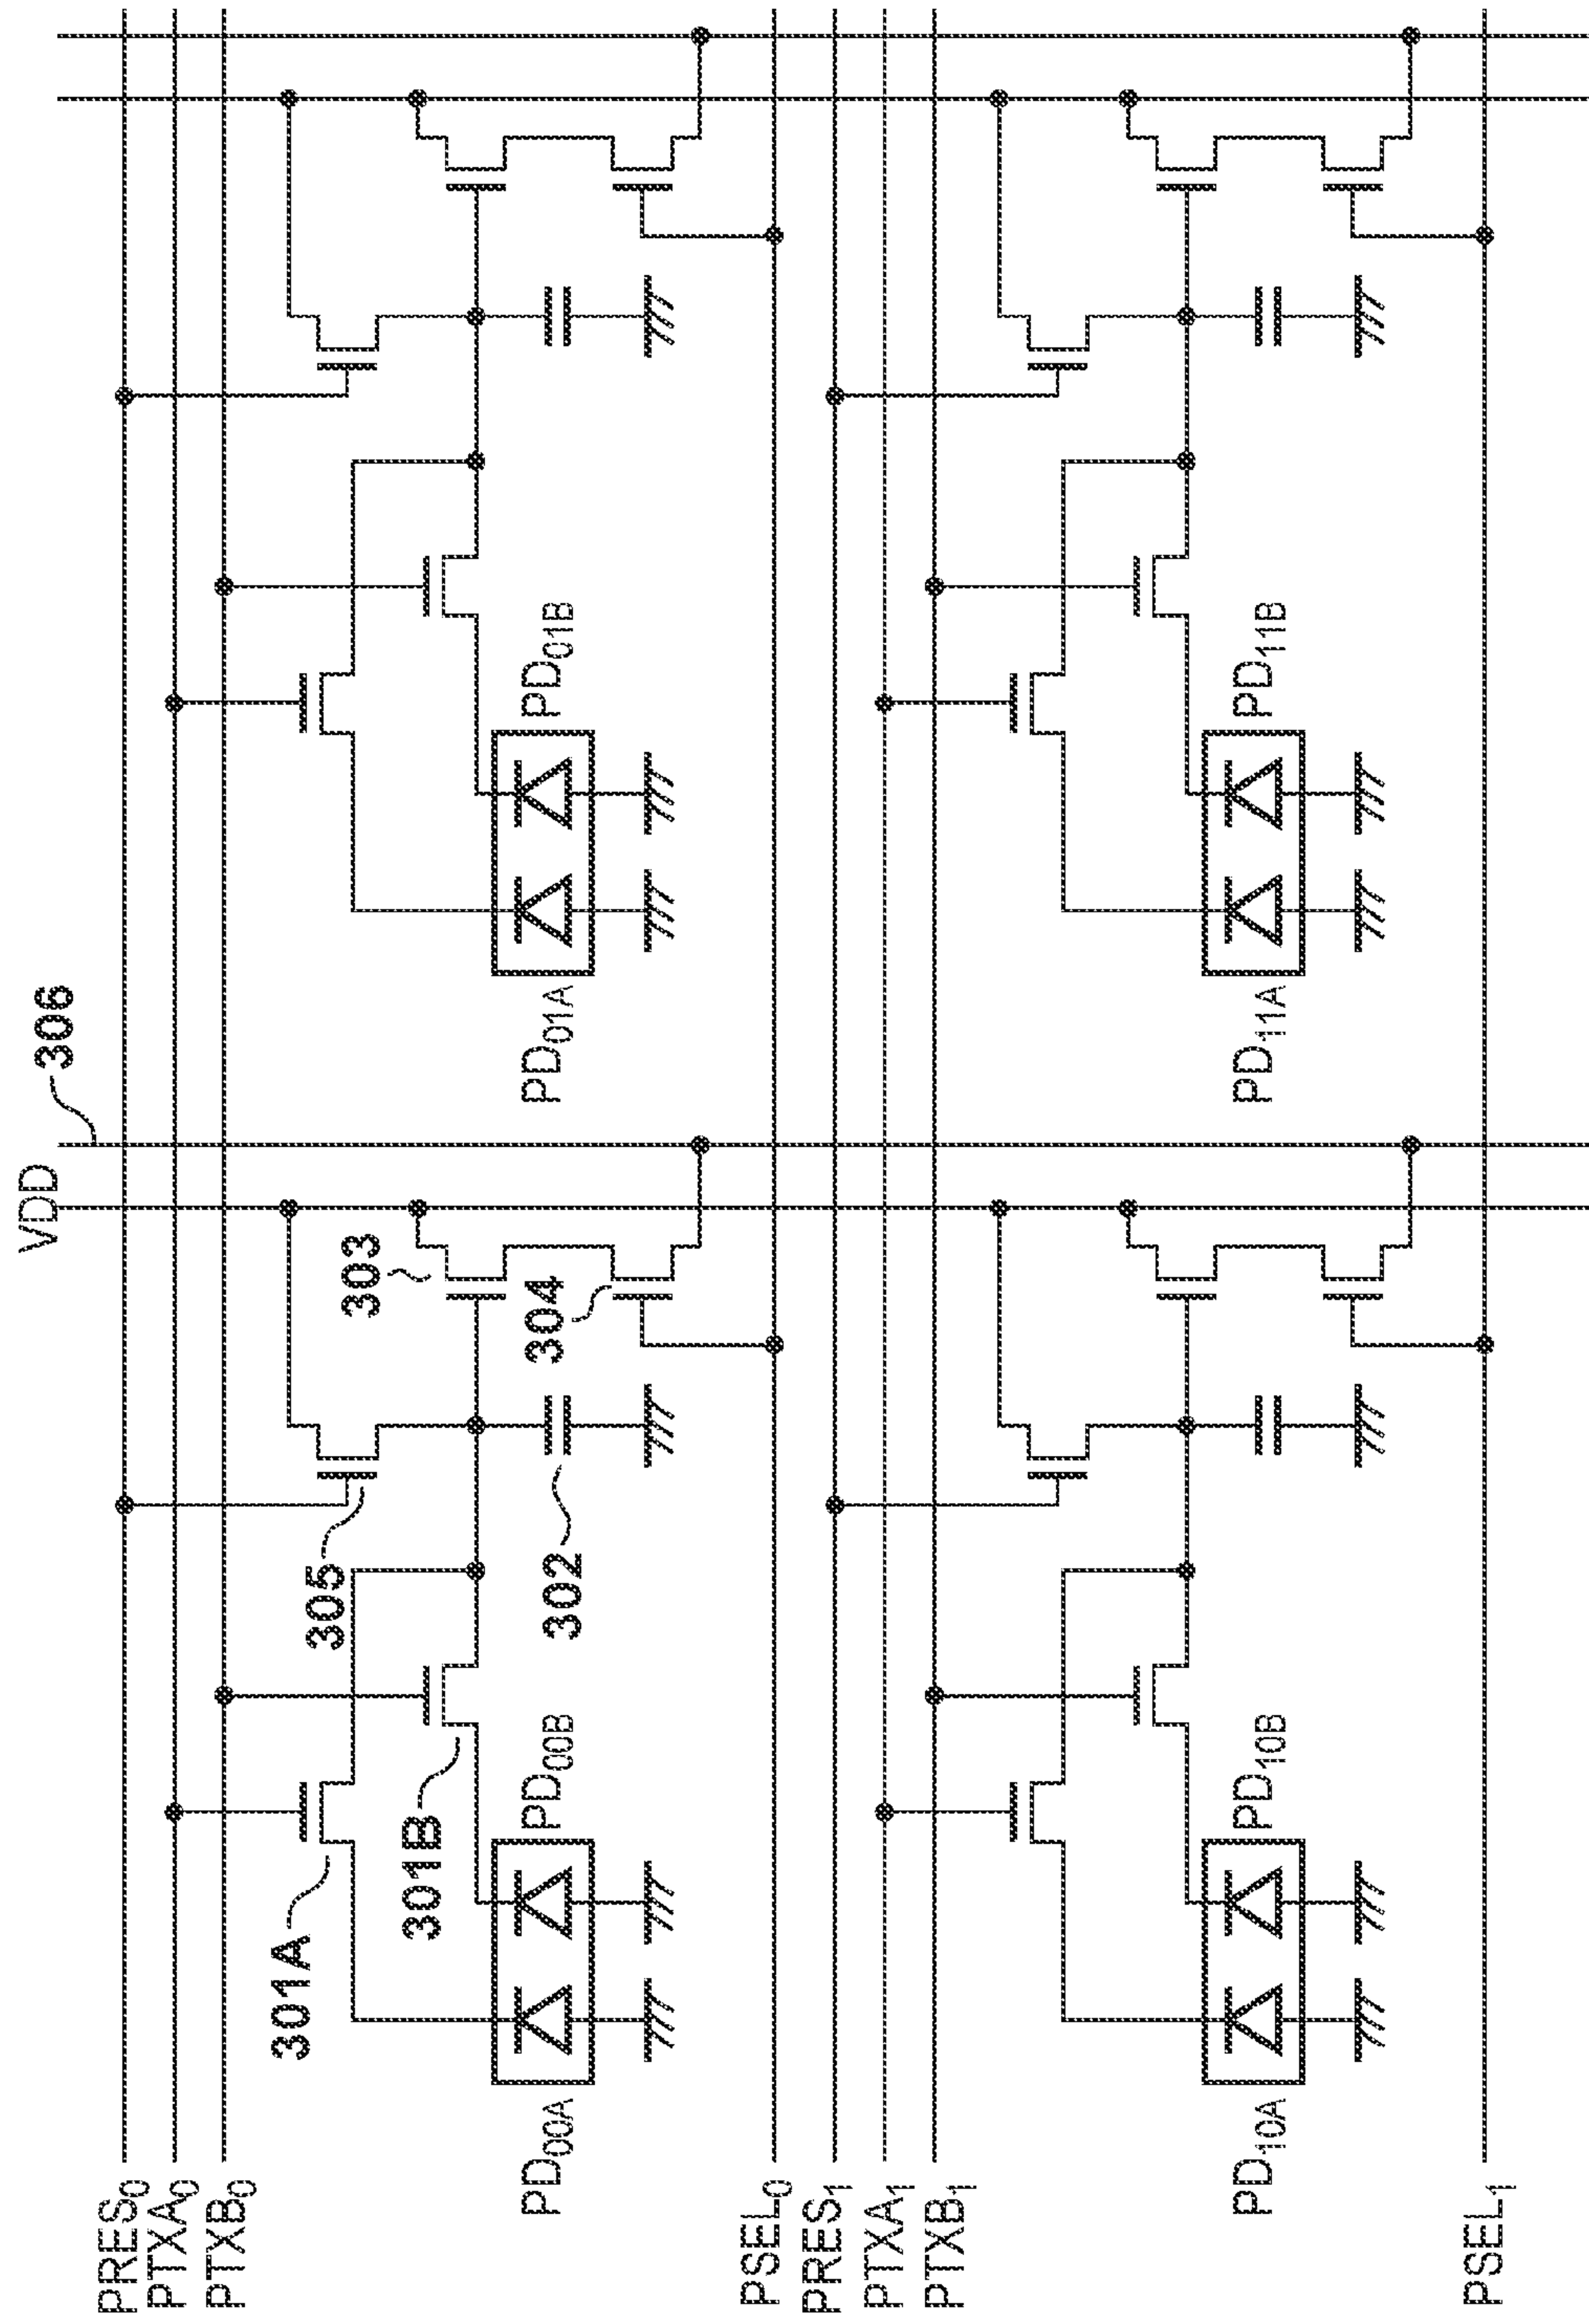 VDD
306
PRES0
PTXA0
PTXB0
301A
305
303
301B
304
302
PD00A
PD00B
PD01A
PD01B
PSEL0
PRES1
PTXA1
PTXB1
PD10A
PD10B
PD11A
PD11B
PSEL1